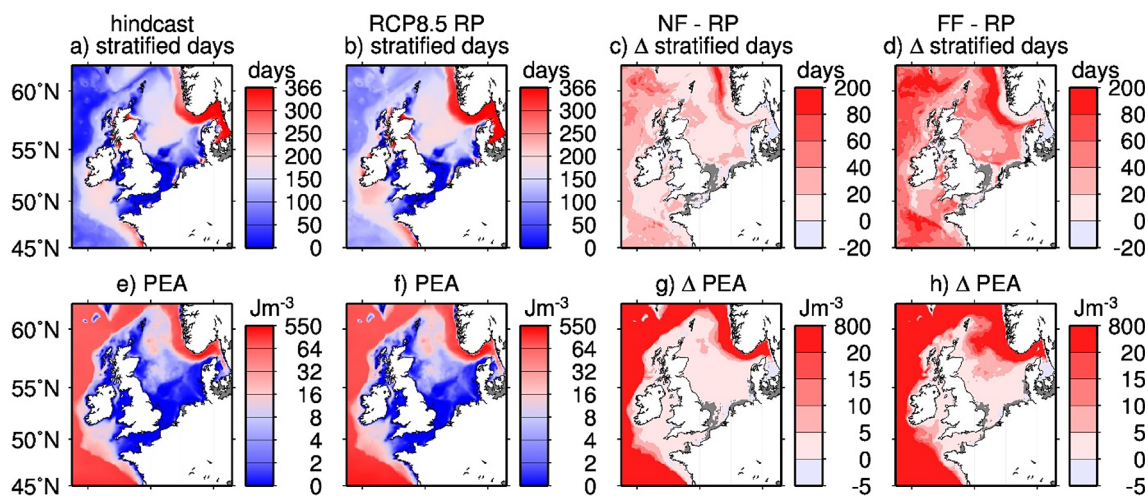 hindcast RCP8.5 RP NF - RP FF - RP
a) stratified days b) stratified days c) Δ stratified days d) Δ stratified days
days days days days
60°N 366 366 200 200
300 300 80 80
55°N 250 250 60 60
200 200 40 40
150 150
50°N 100 100 20 20
50 50 0 0
45°N 0 0 -20 -20
e) PEA f) PEA g) Δ PEA h) Δ PEA
Jm-3 Jm-3 Jm-3 Jm-3
60°N 550 550 800 800
64 64 20 20
55°N 32 32 15 15
16 16 10 10
8 8
50°N 4 4 5 5
2 2 0 0
45°N 0 0 -5 -5